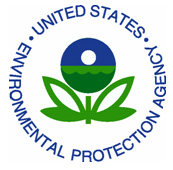 • UNITED STATES •
ENVIRONMENTAL PROTECTION AGENCY